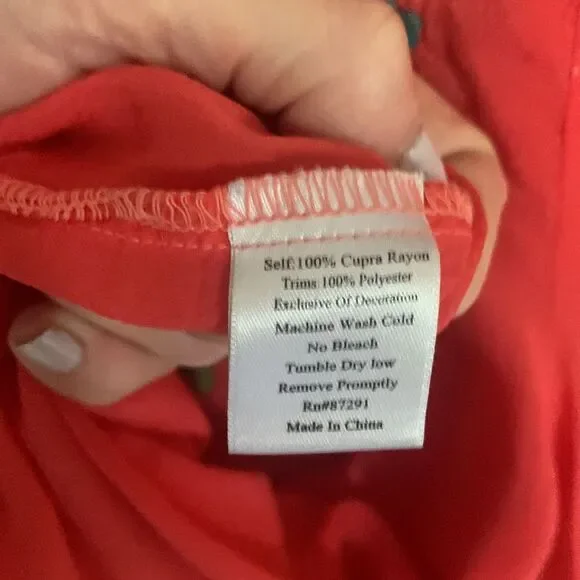 Self:100% Cupra Rayon
Trims:100% Polyester
Exclusive Of Decoration
Machine Wash Cold
No Bleach
Tumble Dry low
Remove Promptly
Rn#87291
Made In China